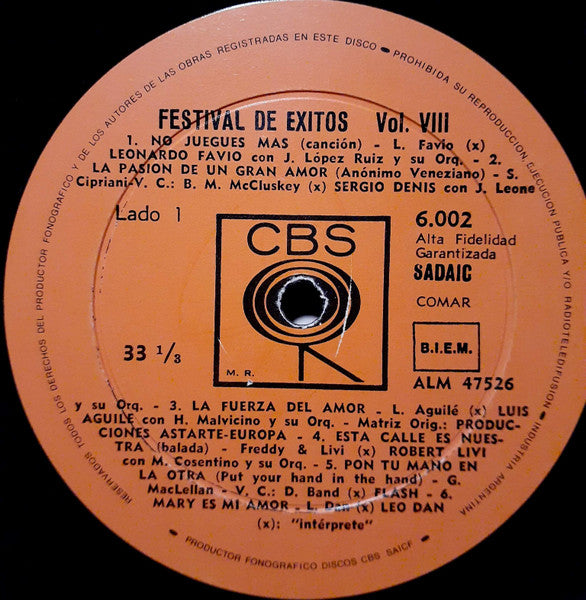 RESERVADOS TODOS LOS DERECHOS DEL PRODUCTOR FONOGRAFICO Y DE LOS AUTORES DE LAS OBRAS REGISTRADAS EN ESTE DISCO - PROHIBIDA SU REPRODUCCION, EJECUCION PUBLICA Y/O RADIOTELEDIFUSION - INDUSTRIA ARGENTINA
FESTIVAL DE EXITOS Vol. VIII
1. NO JUEGUES MAS (canción) - L. Favio (x)
LEONARDO FAVIO con J. López Ruiz y su Orq. - 2.
LA PASION DE UN GRAN AMOR (Anónimo Veneziano) - S.
Cipriani-V. C.: B. M. McCluskey (x) SERGIO DENIS con J. Leone
Lado 1
CBS
M. R.
6.002
Alta Fidelidad
Garantizada
SADAIC
COMAR
33 1/3
B.I.E.M.
ALM 47526
y su Orq. - 3. LA FUERZA DEL AMOR - L. Aguilé (x) LUIS
AGUILE con H. Malvicino y su Orq. - Matriz Orig.: PRODUC-
CIONES ASTARTE-EUROPA - 4. ESTA CALLE ES NUES-
TRA (balada) - Freddy & Livi (x) ROBERT LIVI
con M. Cosentino y su Orq. - 5. PON TU MANO EN
LA OTRA (Put your hand in the hand) - G.
MacLellan - V. C.: D. Band (x) FLASH - 6.
MARY ES MI AMOR - L. Dan (x) LEO DAN
(x): "intérprete"
PRODUCTOR FONOGRAFICO DISCOS CBS SAICF